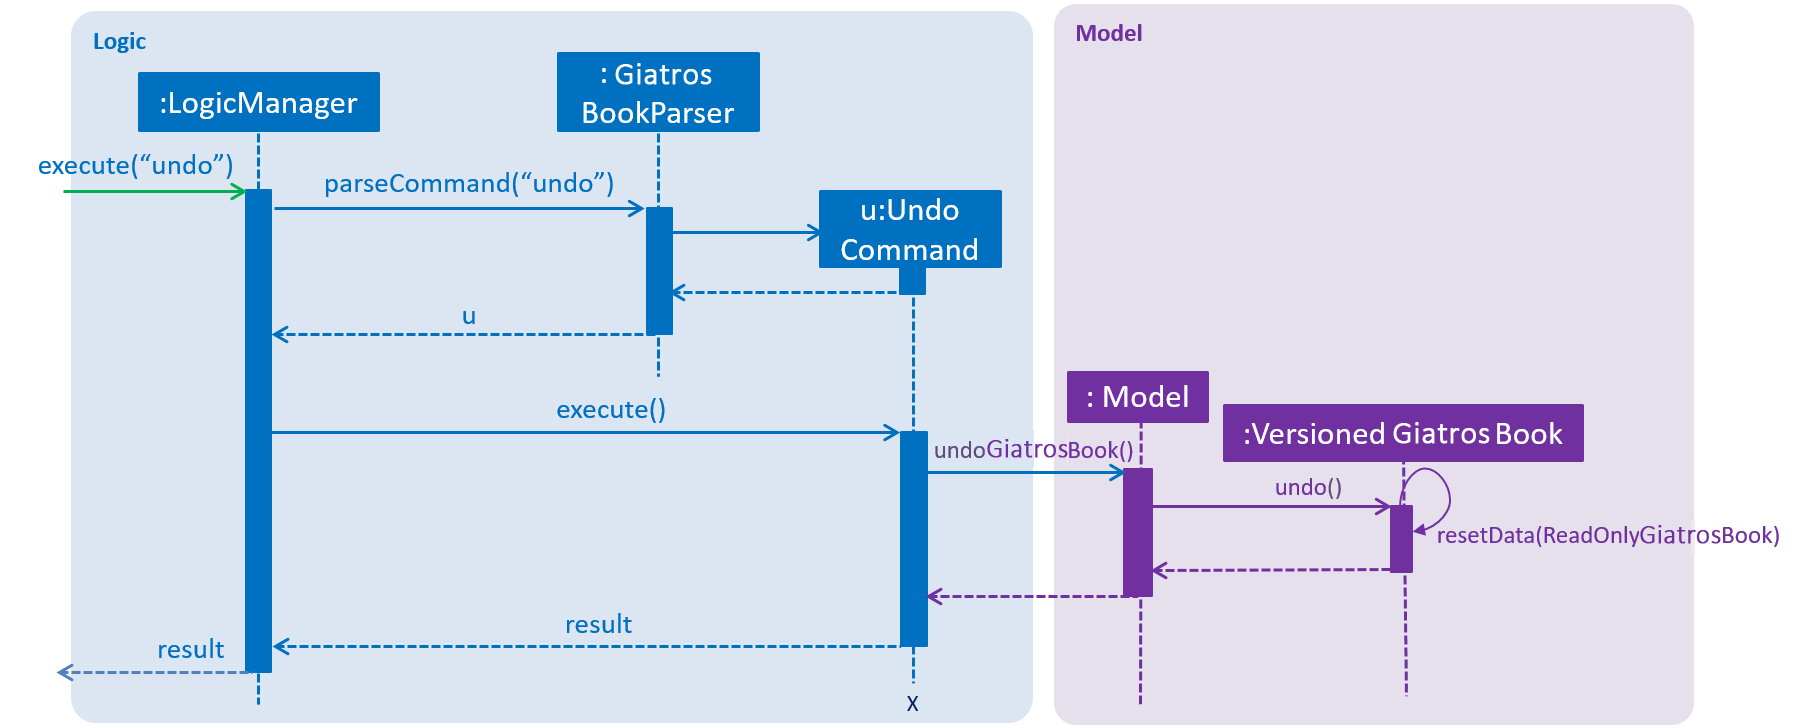 Logic
Model
:LogicManager
: Giatros
BookParser
execute(“undo”)
parseCommand(“undo”)
u:Undo
Command
u
execute()
: Model
:Versioned Giatros Book
undoGiatrosBook()
undo()
resetData(ReadOnlyGiatrosBook)
result
result
X